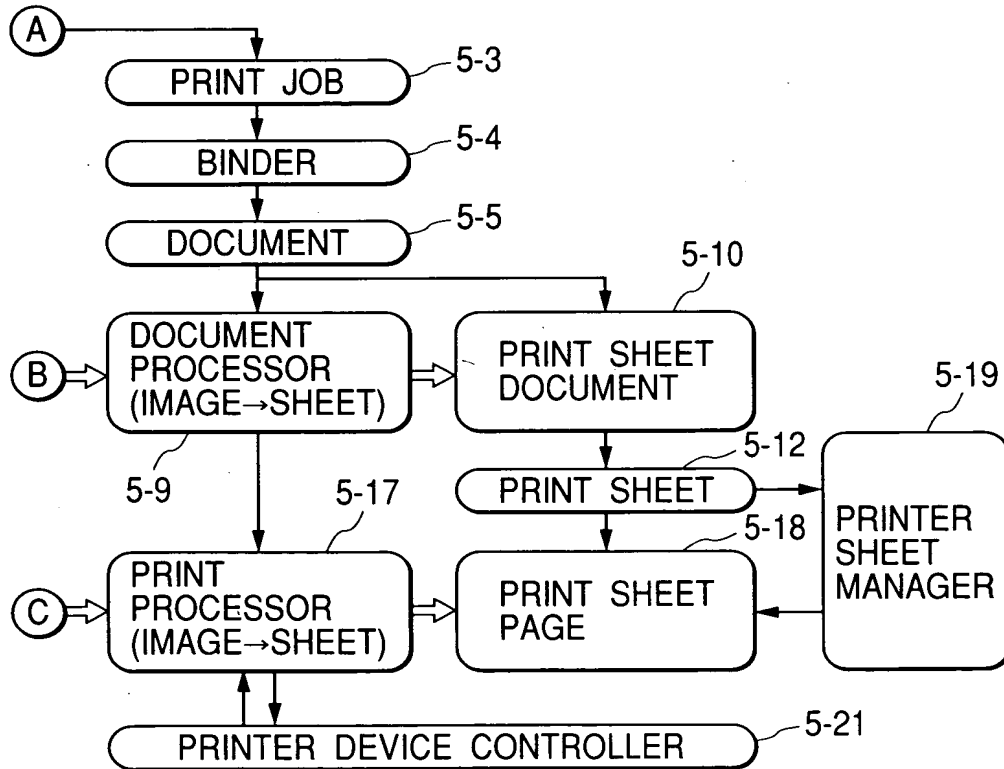 A
5-3
PRINT JOB
5-4
BINDER
5-5
DOCUMENT
5-10
B
DOCUMENT
PROCESSOR
(IMAGE→SHEET)
PRINT SHEET
DOCUMENT
5-19
5-9
5-12
PRINT SHEET
5-17
5-18
PRINTER
SHEET
MANAGER
C
PRINT
PROCESSOR
(IMAGE→SHEET)
PRINT SHEET
PAGE
5-21
PRINTER DEVICE CONTROLLER